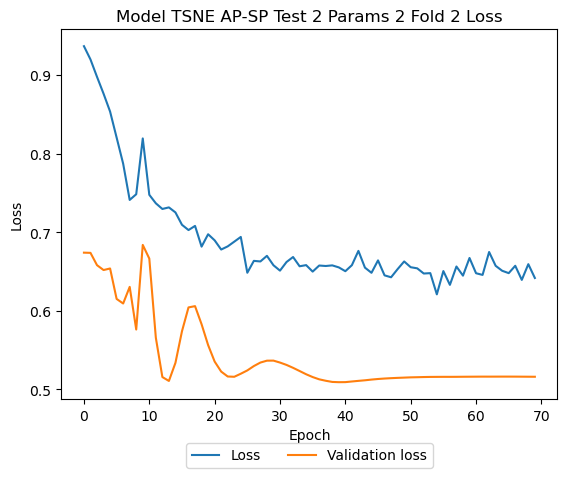 Model TSNE AP-SP Test 2 Params 2 Fold 2 Loss
Loss
0.9
0.8
0.7
0.6
0.5
0 10 20 30 40 50 60 70
Epoch
Loss Validation loss